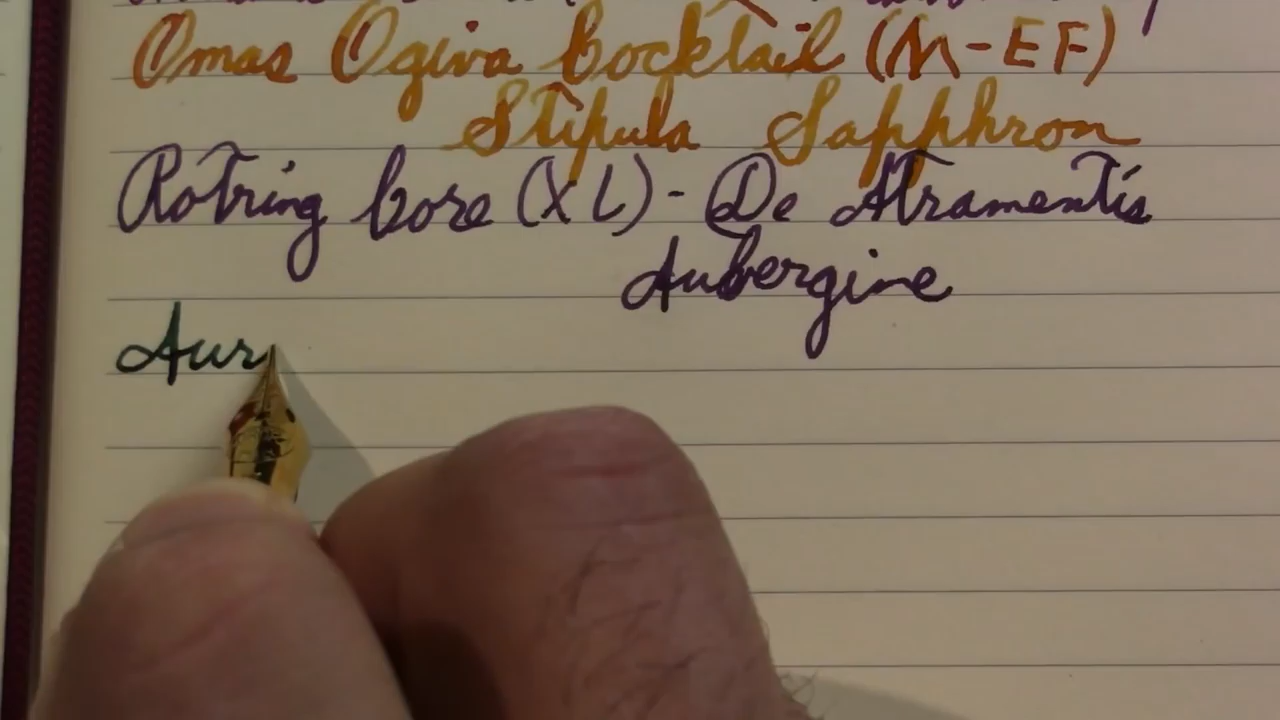 Omas Ogiva Cocktail (M-EF)
Stipula Sapphron
Rotring Core (XL) - De Atramentis
Aubergine
Aur